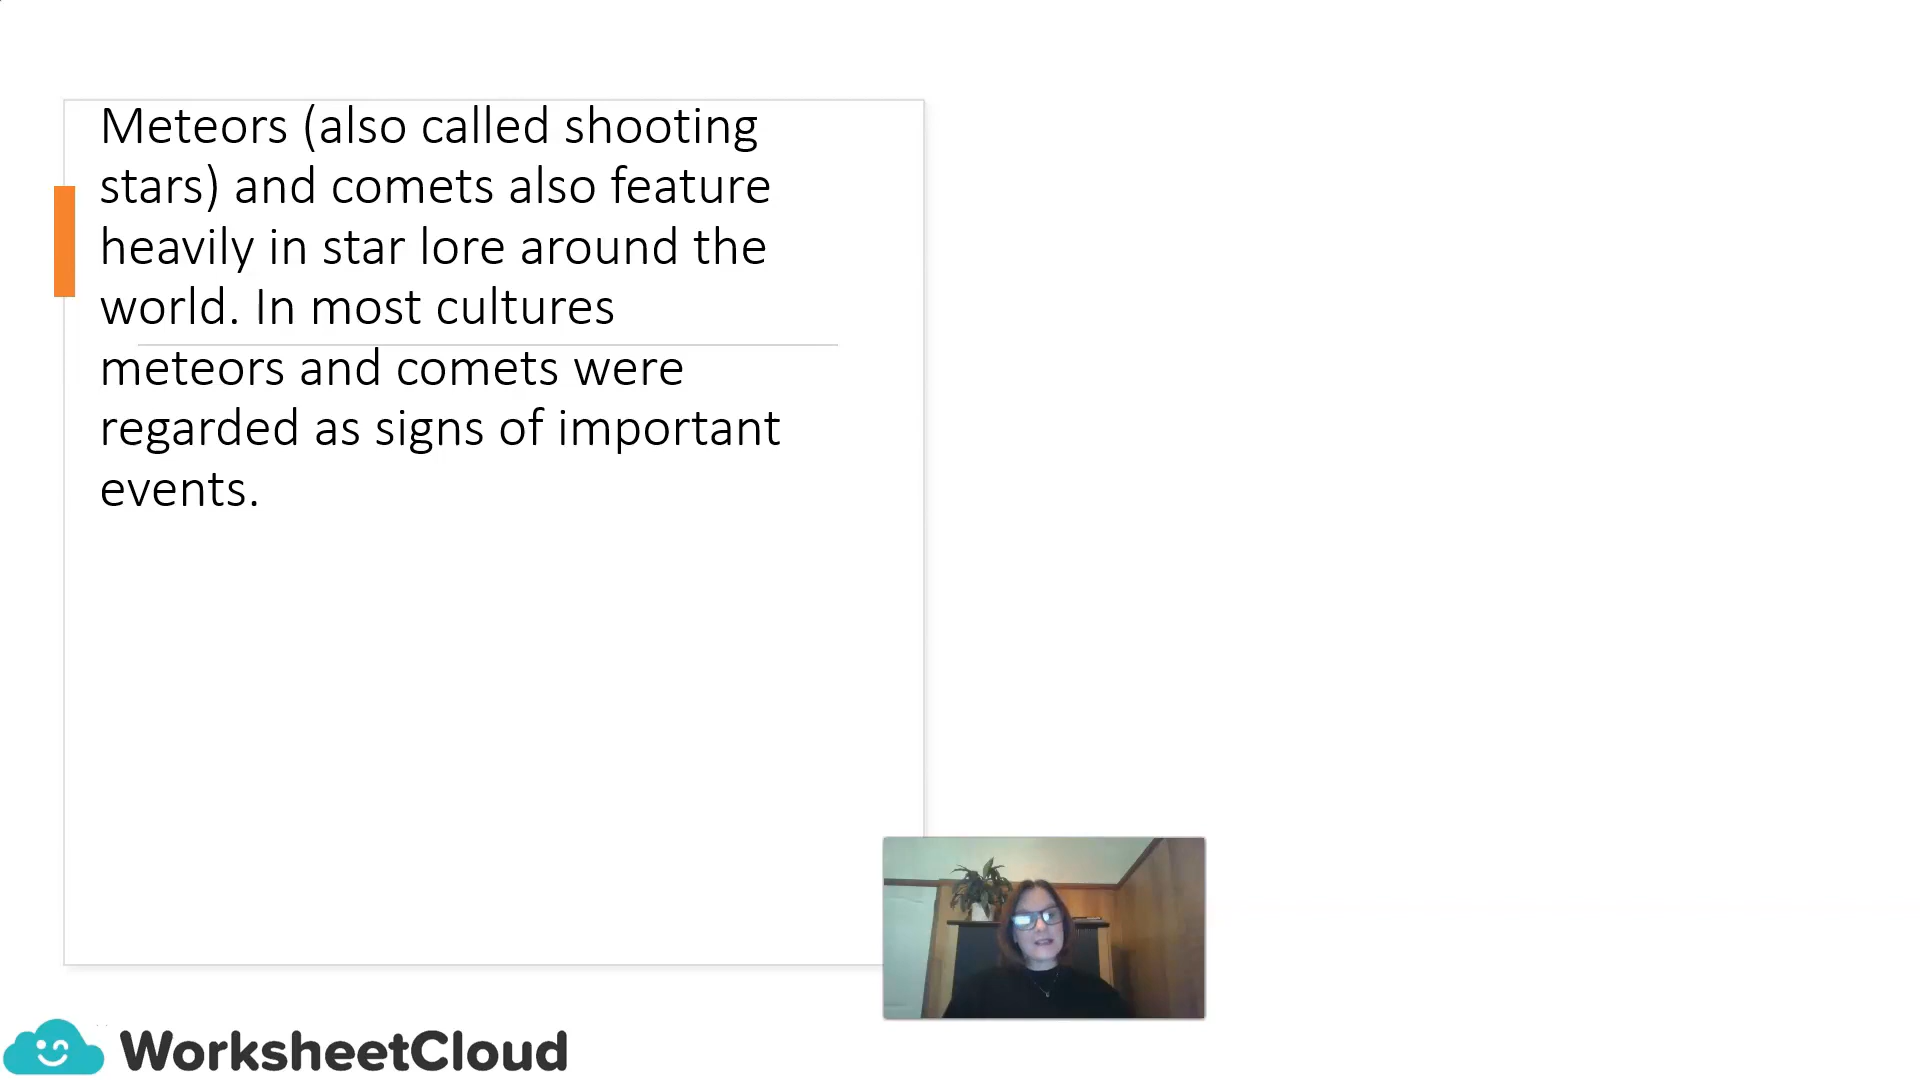 Meteors (also called shooting
stars) and comets also feature
heavily in star lore around the
world. In most cultures
meteors and comets were
regarded as signs of important
events.
WorksheetCloud